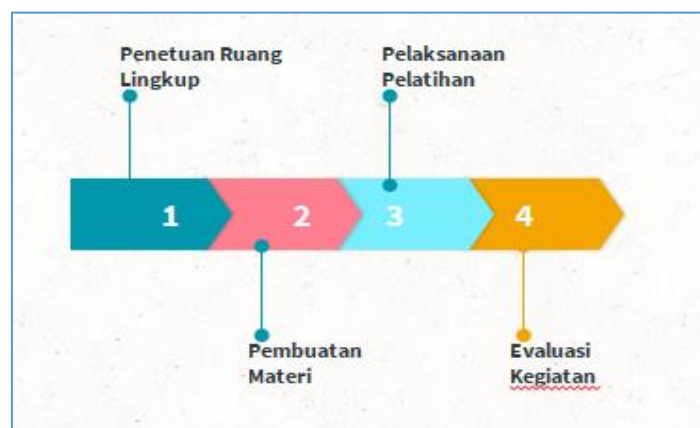 Penetuan Ruang
Lingkup
Pelaksanaan
Pelatihan
1
2
3
4
Pembuatan
Materi
Evaluasi
Kegiatan